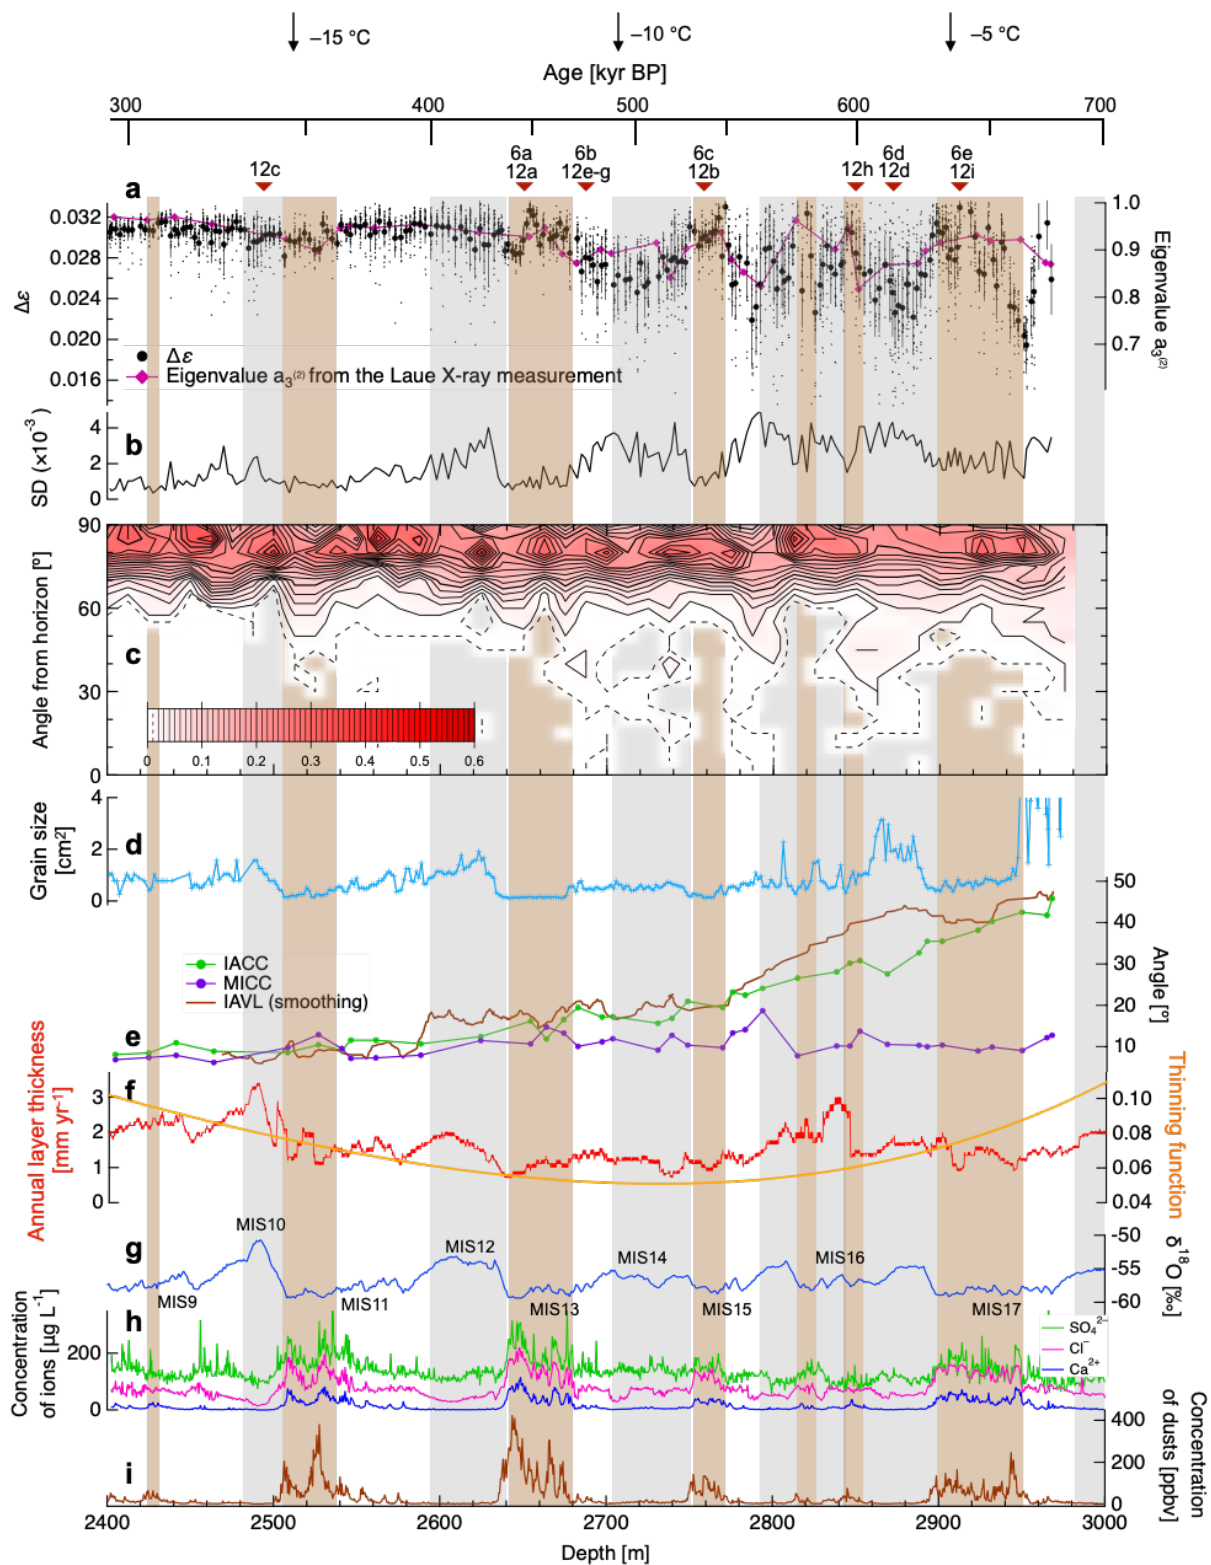 –15 °C
–10 °C
–5 °C
Age [kyr BP]
300 400 500 600 700
12c
6a
12a
6b
12e-g
6c
12b
12h
6d
12d
6e
12i
a
0.032
0.028
0.024
0.020
0.016
Δε
1.0
0.9
0.8
0.7
Eigenvalue a₃⁽²⁾
Δε
Eigenvalue a₃⁽²⁾ from the Laue X-ray measurement
b
SD (×10⁻³)
4
2
0
c
Angle from horizon [º]
90
60
30
0
0 0.1 0.2 0.3 0.4 0.5 0.6
d
Grain size
[cm²]
4
2
0
e
IACC
MICC
IAVL (smoothing)
50
40
30
20
10
Angle [°]
f
Annual layer thickness
[mm yr⁻¹]
3
2
1
0
0.10
0.08
0.06
0.04
Thinning function
g
MIS10
MIS12
MIS14
MIS16
MIS9
MIS11
MIS13
MIS15
MIS17
-50
-55
-60
δ¹⁸O [‰]
h
Concentration
of ions [µg L⁻¹]
200
0
SO₄²⁻
Cl⁻
Ca²⁺
i
400
200
0
Concentration
of dusts [ppbv]
2400 2500 2600 2700 2800 2900 3000
Depth [m]